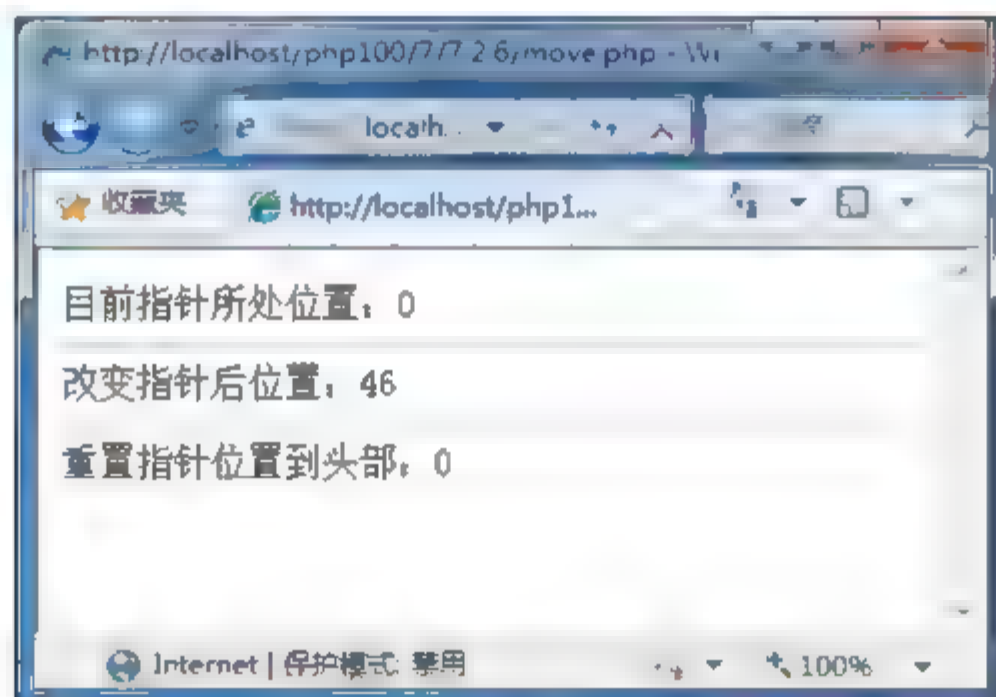 http://localhost/php100/7/7.2.6/move.php - Wi
localh...
收藏夹 http://localhost/php1...
目前指针所处位置：0
改变指针后位置：46
重置指针位置到头部：0
Internet | 保护模式: 禁用 100%